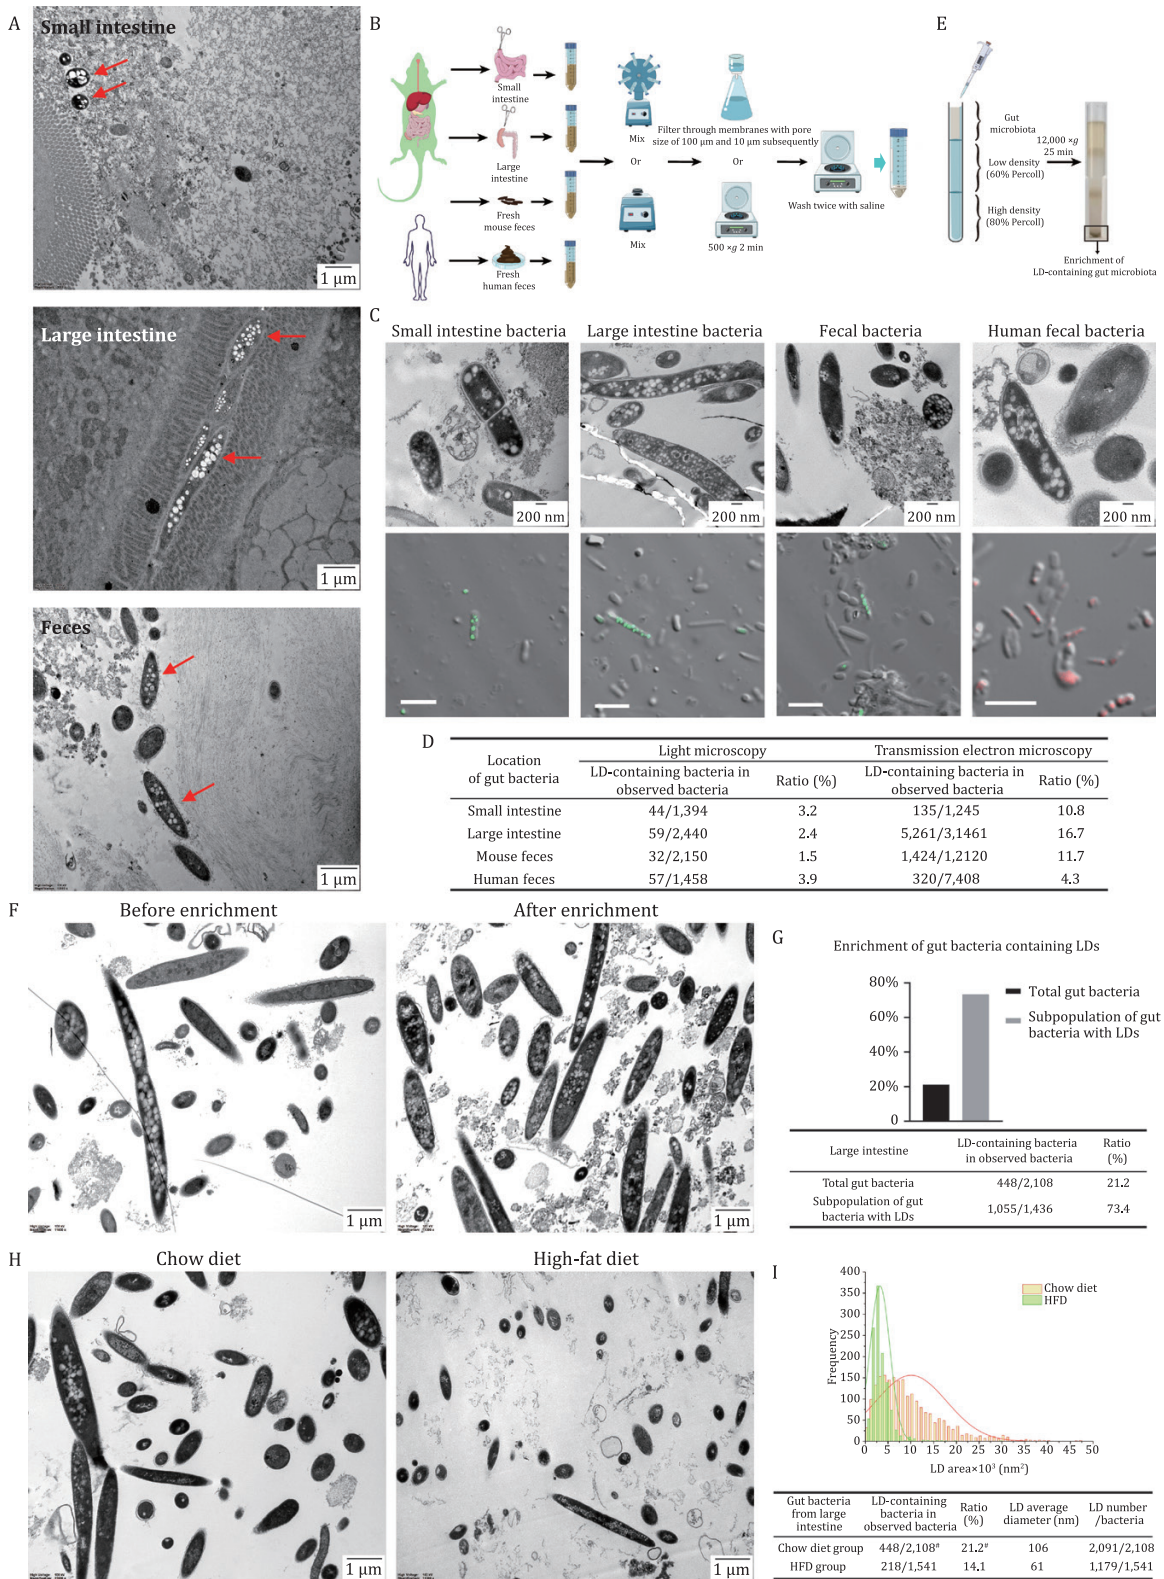 A
Small intestine
1 μm
Large intestine
1 μm
Feces
1 μm
B
Small
intestine
Large
intestine
Fresh
mouse feces
Fresh
human feces
Mix
Or
Mix
Filter through membranes with pore
size of 100 μm and 10 μm subsequently
Or
500 ×g 2 min
Wash twice with saline
E
Gut
microbiota
Low density
(60% Percoll)
High density
(80% Percoll)
12,000 ×g
25 min
Enrichment of
LD-containing gut microbiota
C
Small intestine bacteria
Large intestine bacteria
Fecal bacteria
Human fecal bacteria
200 nm
200 nm
200 nm
200 nm
D
Location
of gut bacteria
Light microscopy
Transmission electron microscopy
LD-containing bacteria in
observed bacteria
Ratio (%)
LD-containing bacteria in
observed bacteria
Ratio (%)
Small intestine 44/1,394 3.2 135/1,245 10.8
Large intestine 59/2,440 2.4 5,261/3,1461 16.7
Mouse feces 32/2,150 1.5 1,424/1,2120 11.7
Human feces 57/1,458 3.9 320/7,408 4.3
F
Before enrichment
After enrichment
1 μm
1 μm
G
Enrichment of gut bacteria containing LDs
80%
60%
40%
20%
0
Total gut bacteria
Subpopulation of gut
bacteria with LDs
Large intestine
LD-containing bacteria
in observed bacteria
Ratio
(%)
Total gut bacteria 448/2,108 21.2
Subpopulation of gut
bacteria with LDs
1,055/1,436 73.4
H
Chow diet
High-fat diet
1 μm
1 μm
I
400
350
300
250
200
150
100
50
0
Frequency
Chow diet
HFD
0 5 10 15 20 25 30 35 40 45 50
LD area×10³ (nm²)
Gut bacteria
from large
intestine
LD-containing
bacteria in
observed bacteria
Ratio
(%)
LD average
diameter (nm)
LD number
/bacteria
Chow diet group 448/2,108# 21.2# 106 2,091/2,108
HFD group 218/1,541 14.1 61 1,179/1,541